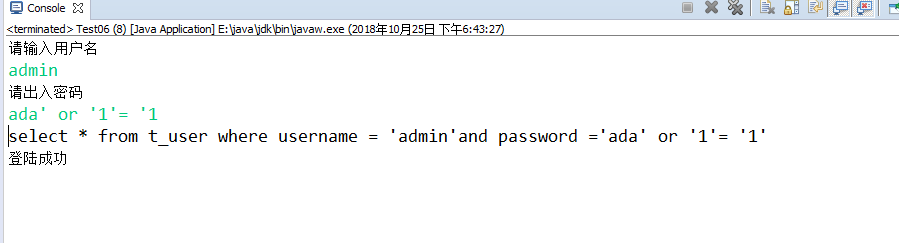 Console
<terminated> Test06 (8) [Java Application] E:\java\jdk\bin\javaw.exe (2018年10月25日 下午6:43:27)
请输入用户名
admin
请出入密码
ada' or '1'= '1
select * from t_user where username = 'admin'and password ='ada' or '1'= '1'
登陆成功